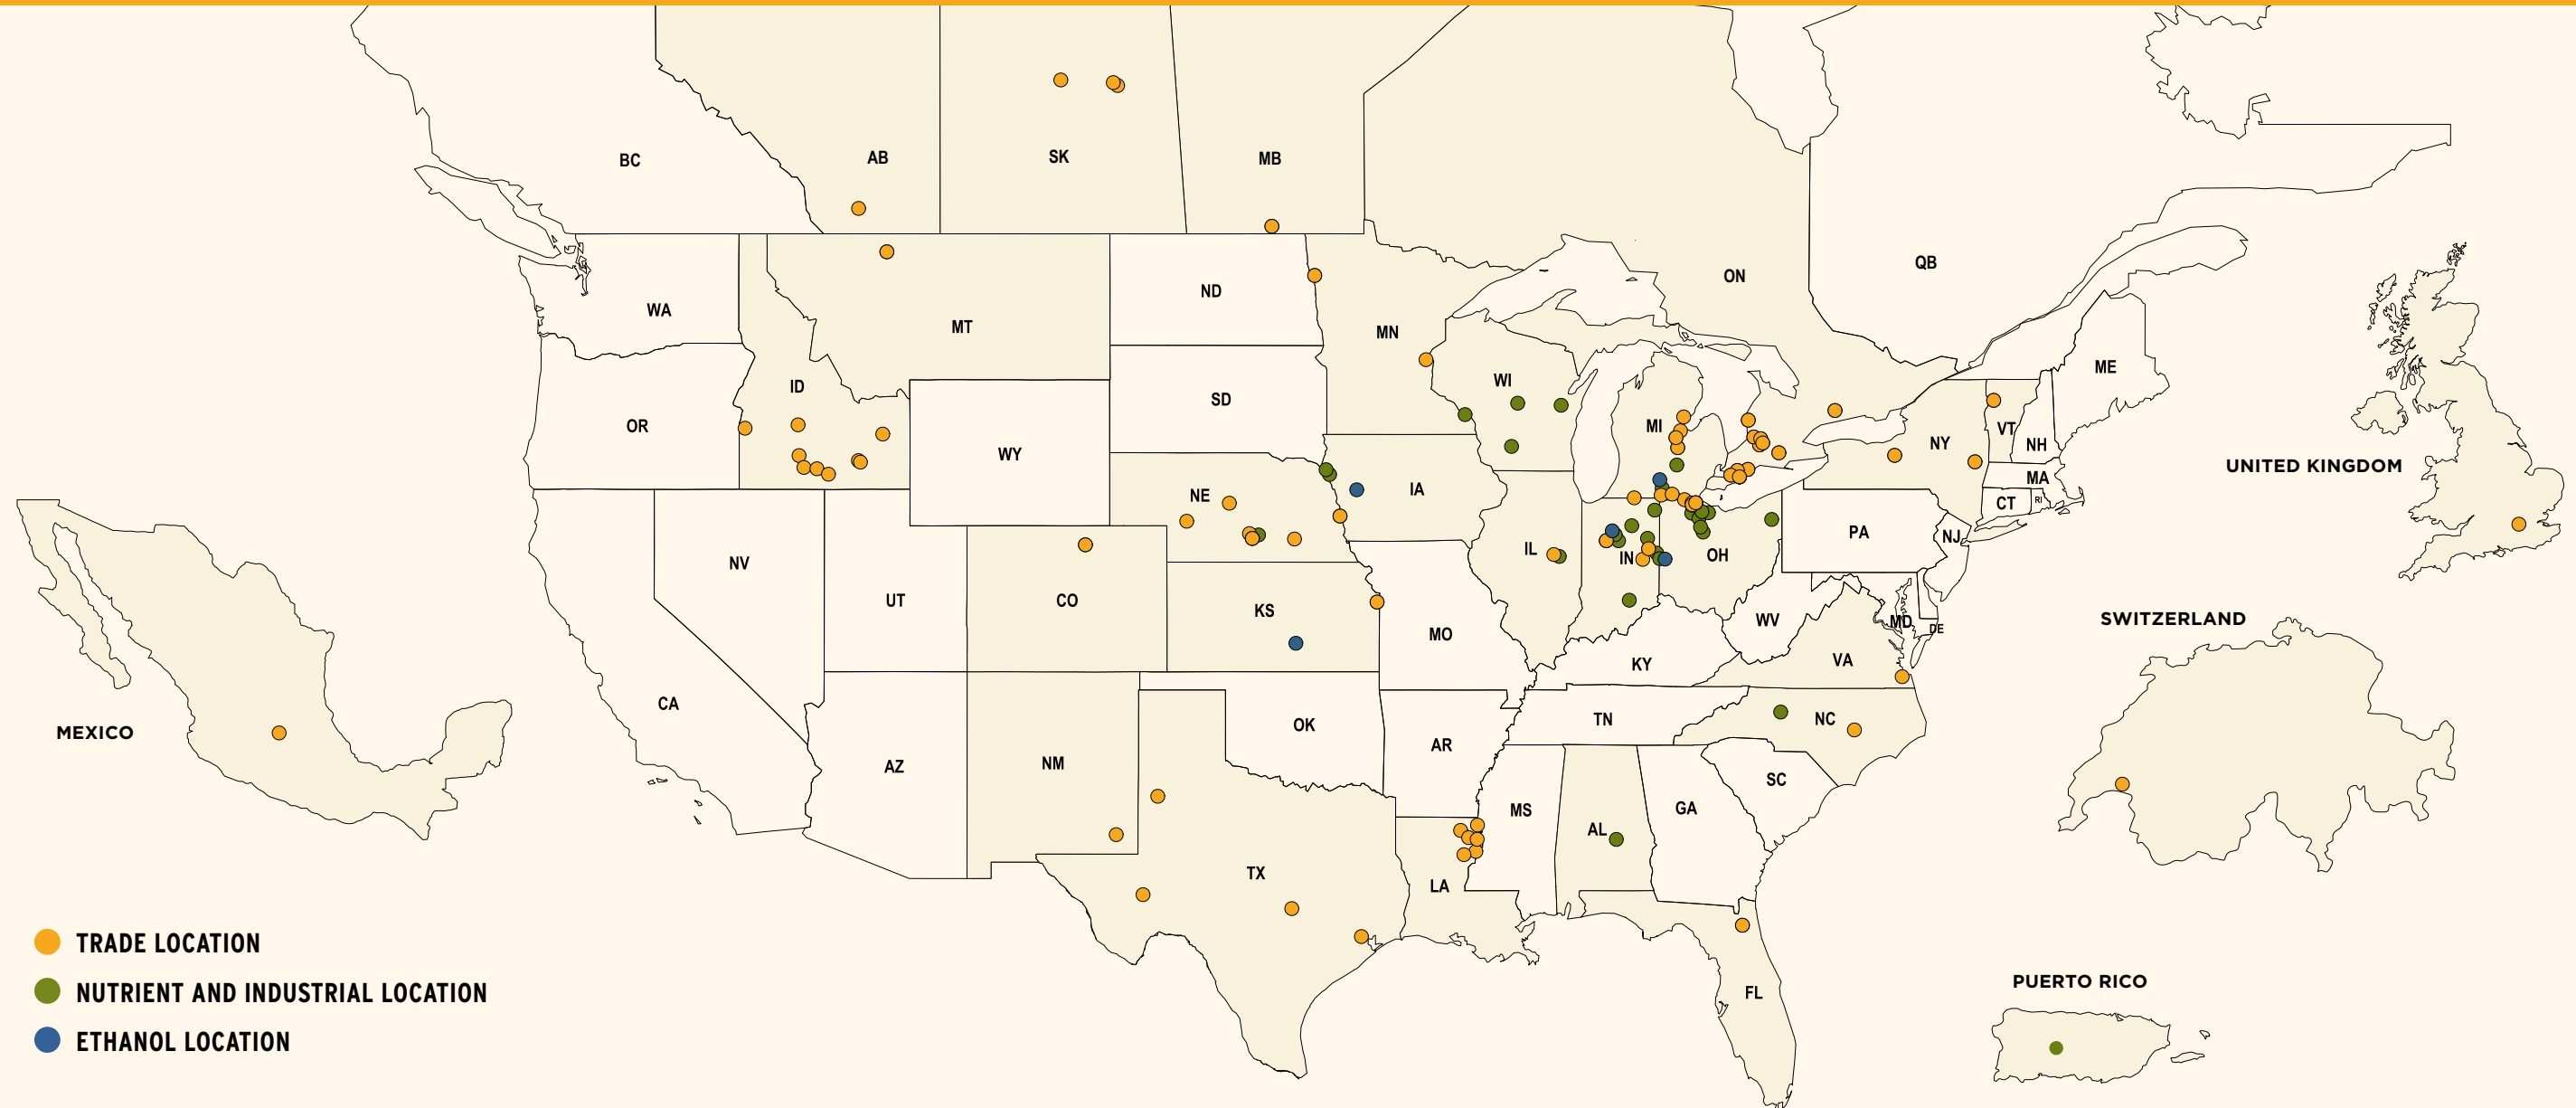 BC
AB
SK
MB
ON
QB
WA
MT
ND
MN
ME
ID
SD
WI
MI
OR
WY
VT
NH
NY
MA
CT
RI
UNITED KINGDOM
NE
IA
PA
NJ
NV
UT
CO
KS
IL
IN
OH
MO
WV
MD
DE
SWITZERLAND
KY
VA
CA
OK
TN
NC
MEXICO
AZ
NM
AR
SC
MS
AL
GA
TX
LA
FL
TRADE LOCATION
NUTRIENT AND INDUSTRIAL LOCATION
ETHANOL LOCATION
PUERTO RICO